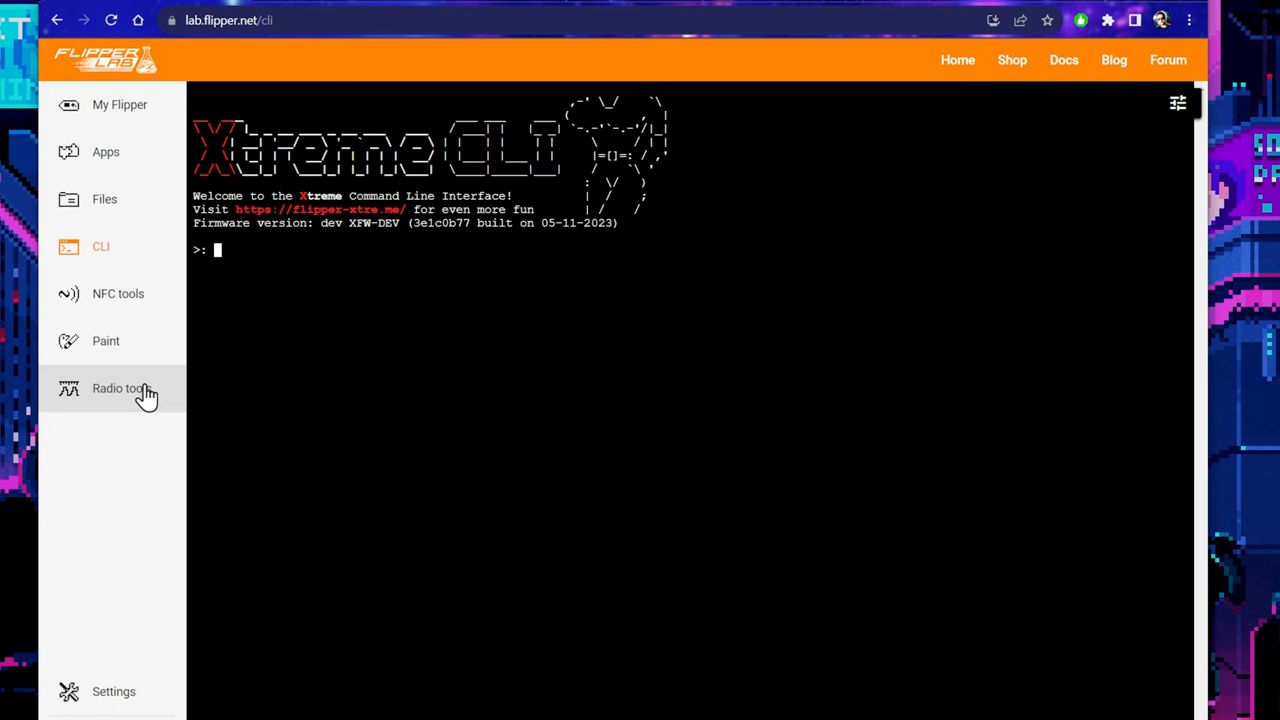 lab.flipper.net/cli
FLIPPER LAB
Home
Shop
Docs
Blog
Forum
My Flipper
Apps
Files
CLI
NFC tools
Paint
Radio tools
Settings
Xtreme CLI
Welcome to the Xtreme Command Line Interface!
Visit https://flipper-xtre.me/ for even more fun
Firmware version: dev XFW-DEV (3e1c0b77 built on 05-11-2023)
>: